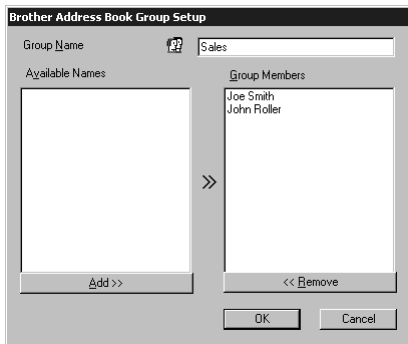 Brother Address Book Group Setup
Group Name
Sales
Available Names
Group Members
Joe Smith
John Roller
Add >>
<< Remove
OK
Cancel